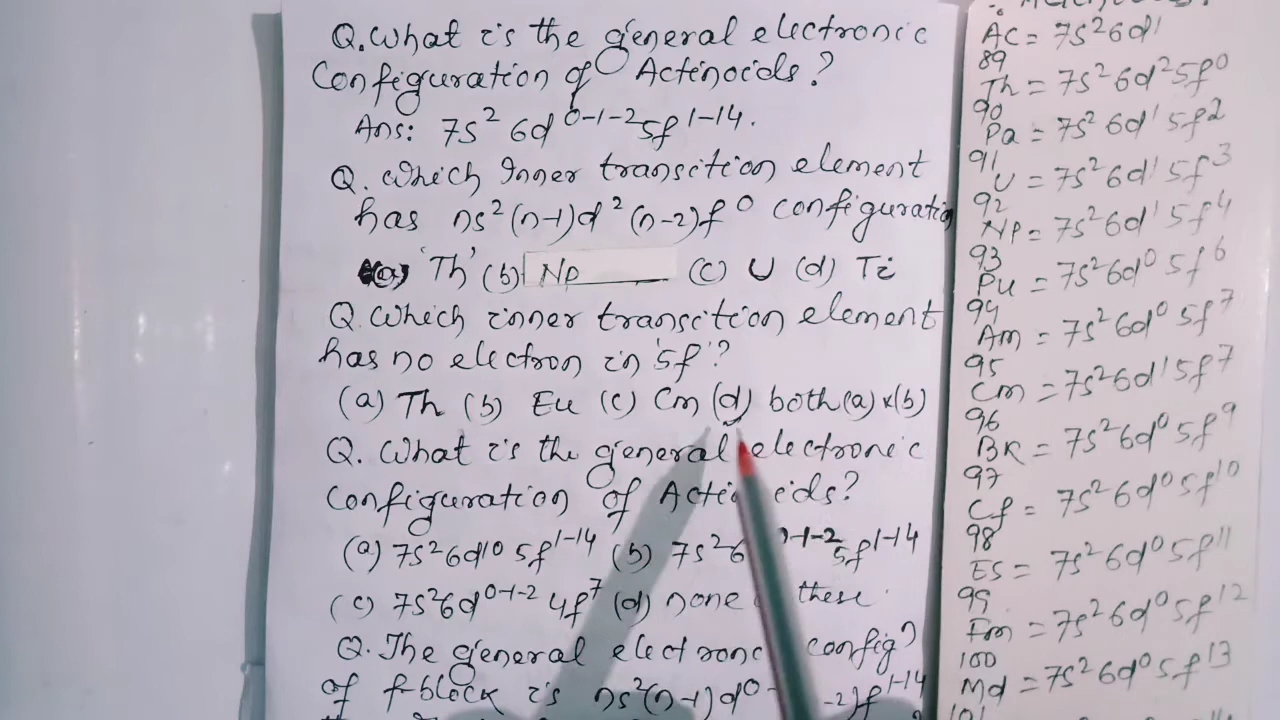 Q. What is the general electronic
Configuration of Actinoids?
Ans: 7s² 6d⁰⁻¹⁻² 5f¹⁻¹⁴.
Q. Which Inner transition element
has ns² (n-1)d² (n-2)f⁰ configuration
(a) 'Th' (b) Np (c) U (d) Ti
Q. Which inner transition element
has no electron in '5f'?
(a) Th (b) Eu (c) Cm (d) both (a) & (b)
Q. What is the general electronic
Configuration of
(a) 7s² 6d¹⁰ 5f¹⁻¹⁴ (b) 7s² 5f¹⁻¹⁴
(c) 7s² 6d⁰⁻¹⁻² 4f⁷ (d) none these
Q. The general config?
of f-block is ns² (n-1)d⁰⁻ -2)f¹⁻¹⁴
AC = 7s² 6d¹
89
Th = 7s² 6d² 5f⁰
90
Pa = 7s² 6d¹ 5f²
91
U = 7s² 6d¹ 5f³
92
NP = 7s² 6d¹ 5f⁴
93
Pu = 7s² 6d⁰ 5f⁶
94
Am = 7s² 6d⁰ 5f⁷
95
Cm = 7s² 6d¹ 5f⁷
96
BK = 7s² 6d⁰ 5f⁹
97
Cf = 7s² 6d⁰ 5f¹⁰
98
ES = 7s² 6d⁰ 5f¹¹
99
Fm = 7s² 6d⁰ 5f¹²
100
Md = 7s² 6d⁰ 5f¹³
101